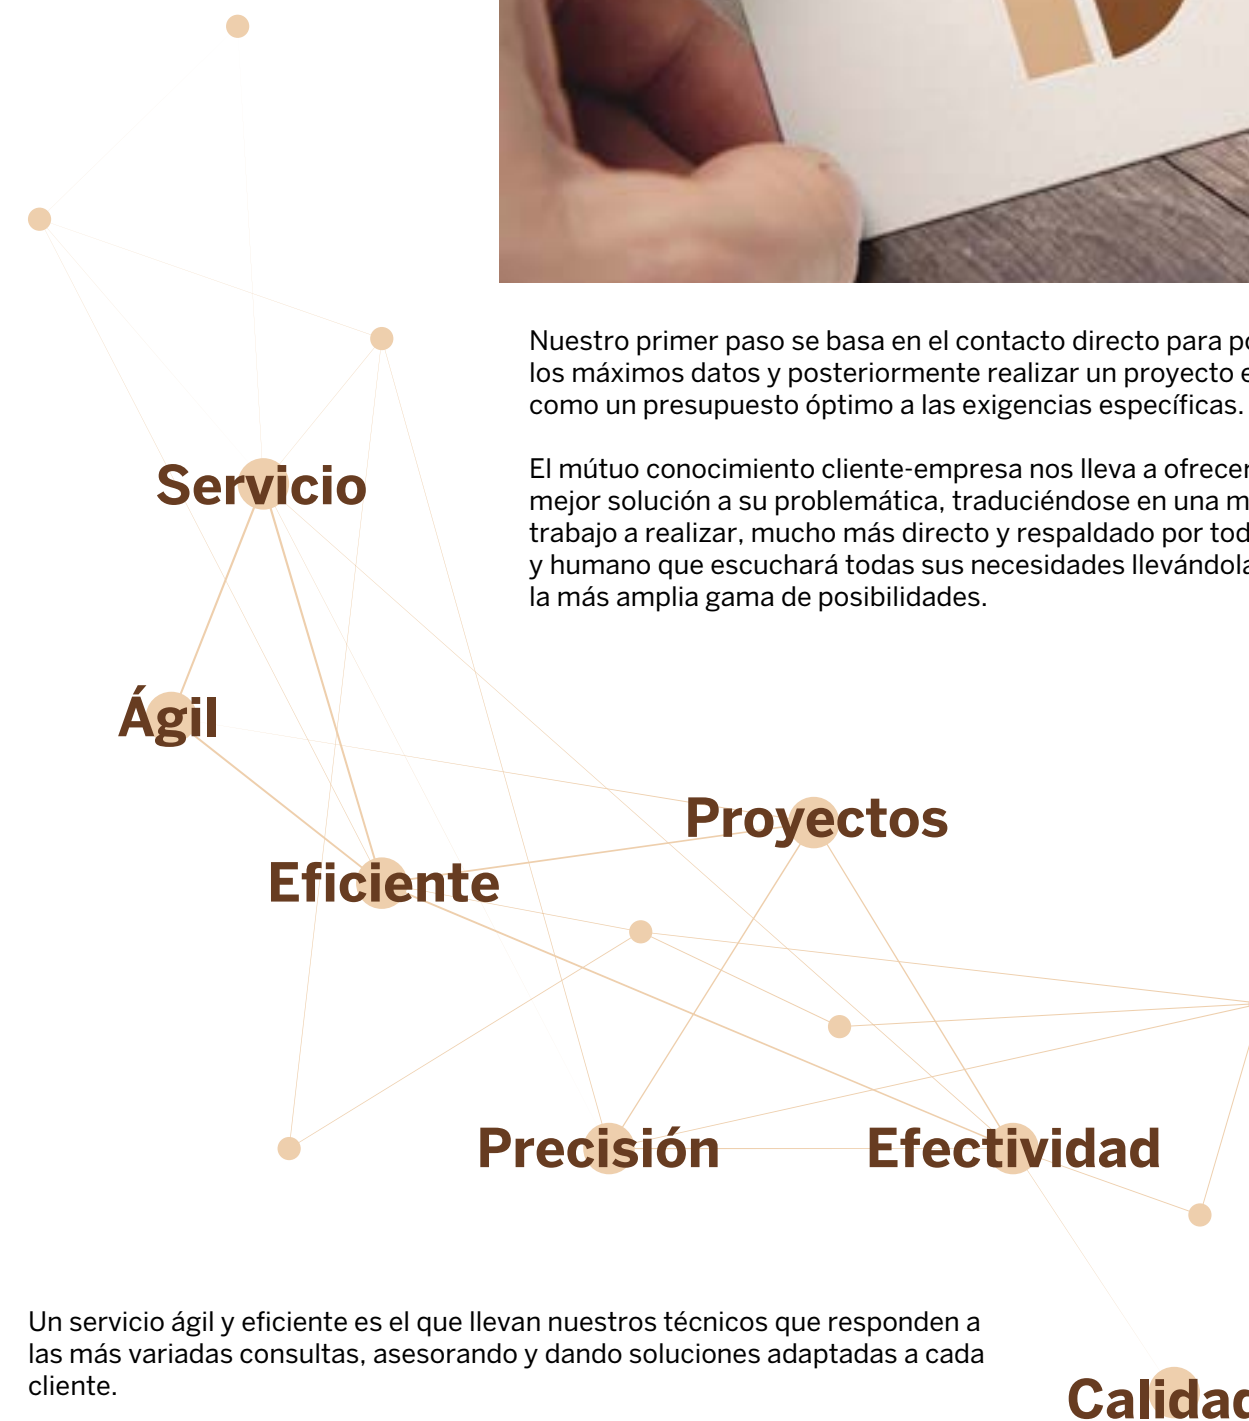 Nuestro primer paso se basa en el contacto directo para
los máximos datos y posteriormente realizar un proyecto
como un presupuesto óptimo a las exigencias específicas.
El mútuo conocimiento cliente-empresa nos lleva a ofrecer
mejor solución a su problemática, traduciéndose en una
trabajo a realizar, mucho más directo y respaldado por
y humano que escuchará todas sus necesidades
la más amplia gama de posibilidades.
Servicio
Ágil
Proyectos
Eficiente
Precisión
Efectividad
Un servicio ágil y eficiente es el que llevan nuestros técnicos que responden a
las más variadas consultas, asesorando y dando soluciones adaptadas a cada
cliente.
Calidad